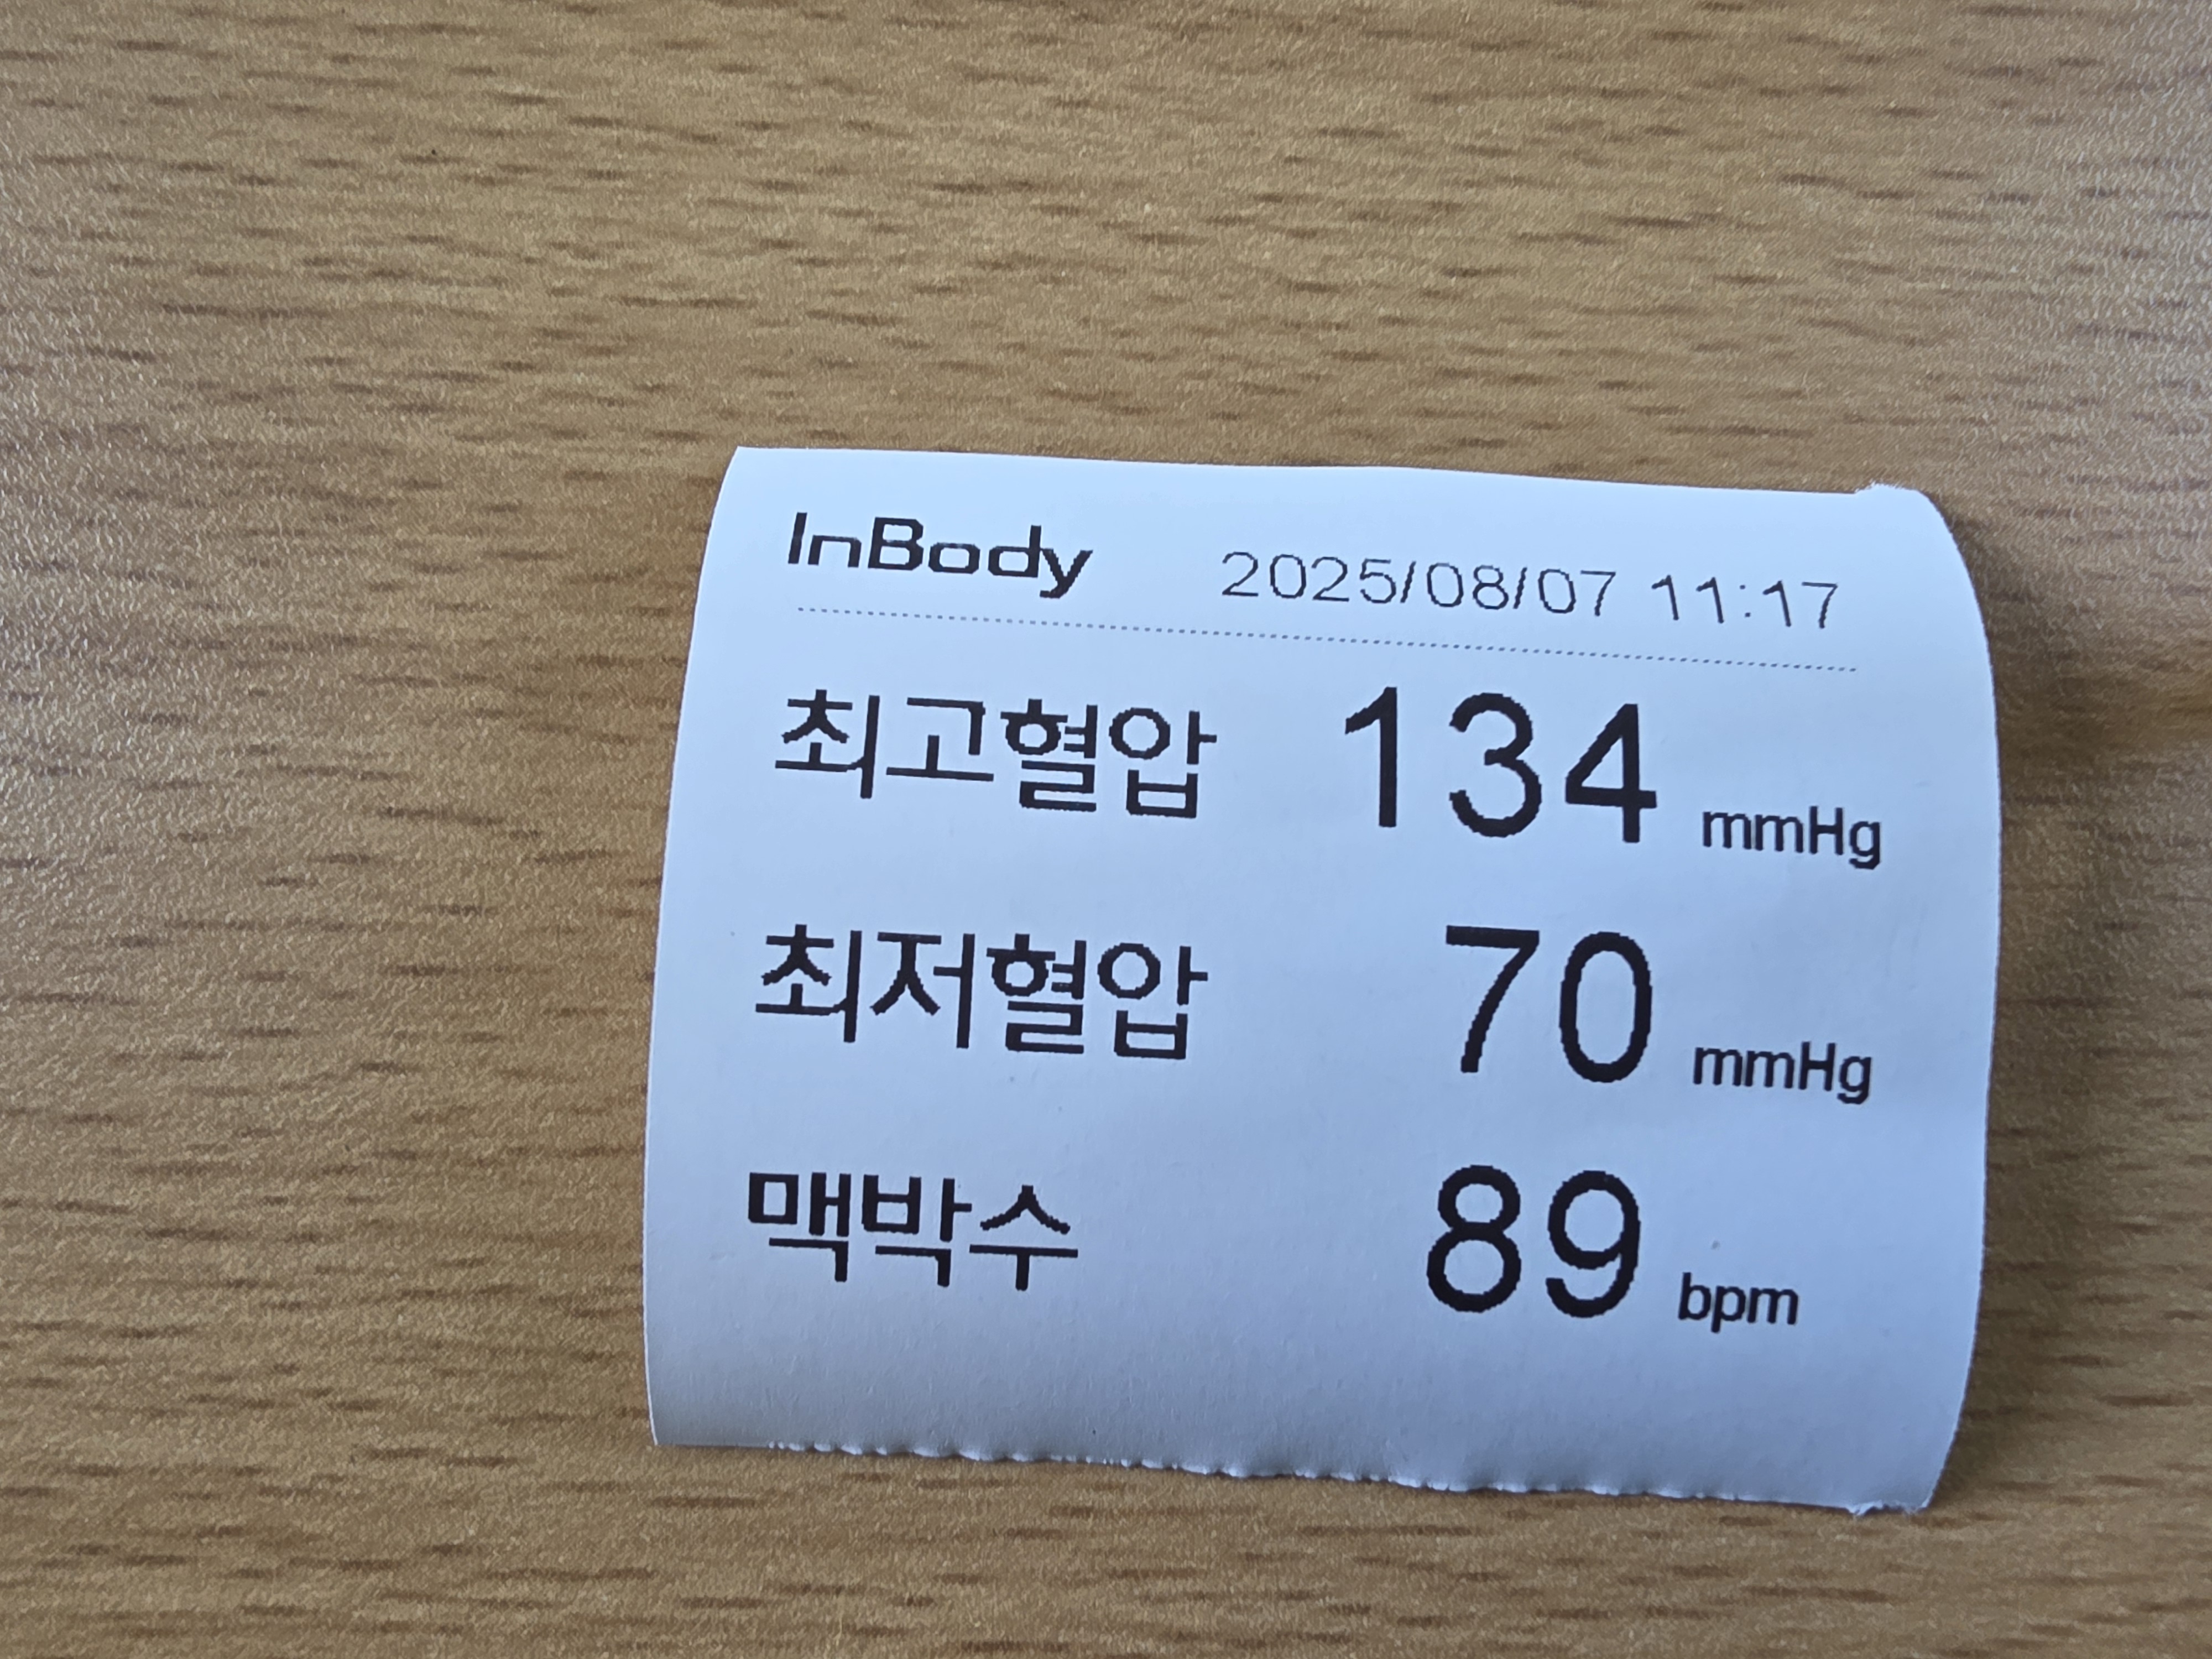 InBody 2025/08/07 11:17
최고혈압 134 mmHg
최저혈압 70 mmHg
맥박수 89 bpm